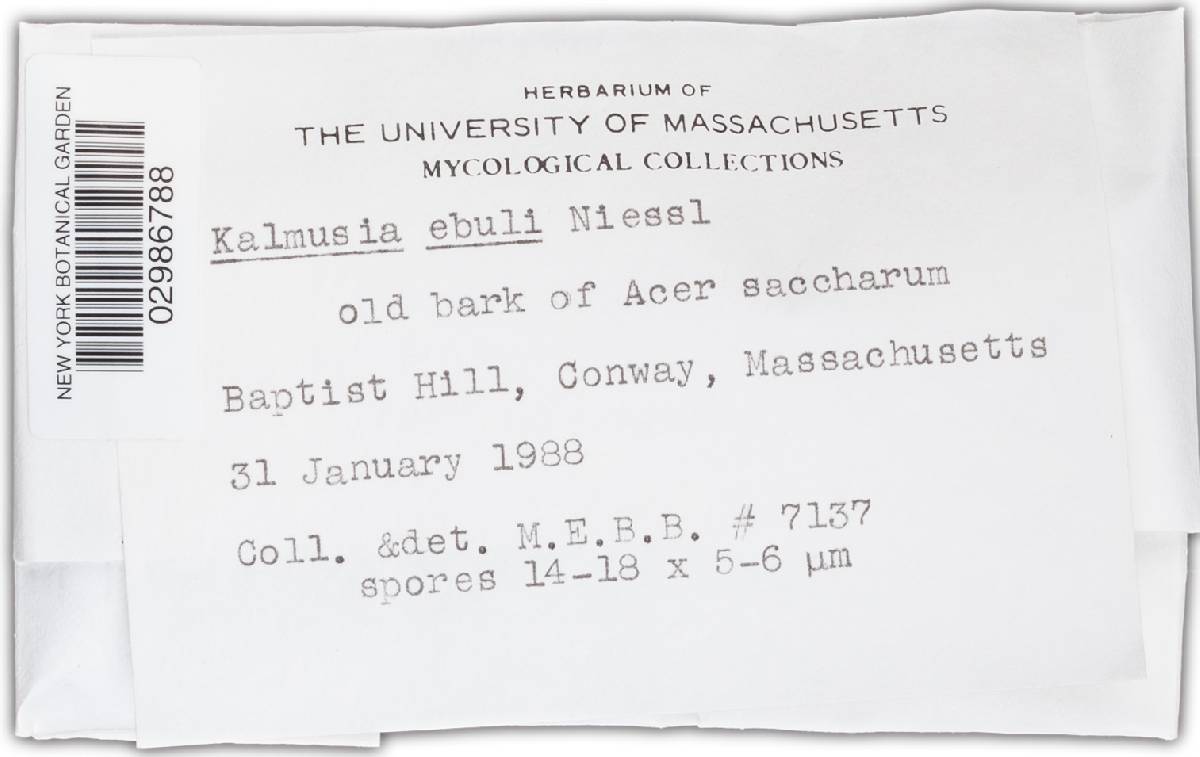 NEW YORK BOTANICAL GARDEN
02986788
HERBARIUM OF
THE UNIVERSITY OF MASSACHUSETTS
MYCOLOGICAL COLLECTIONS
Kalmusia ebuli Niessl
old bark of Acer saccharum
Baptist Hill, Conway, Massachusetts
31 January 1988
Coll. &det. M.E.B.B. # 7137
spores 14-18 x 5-6 µm